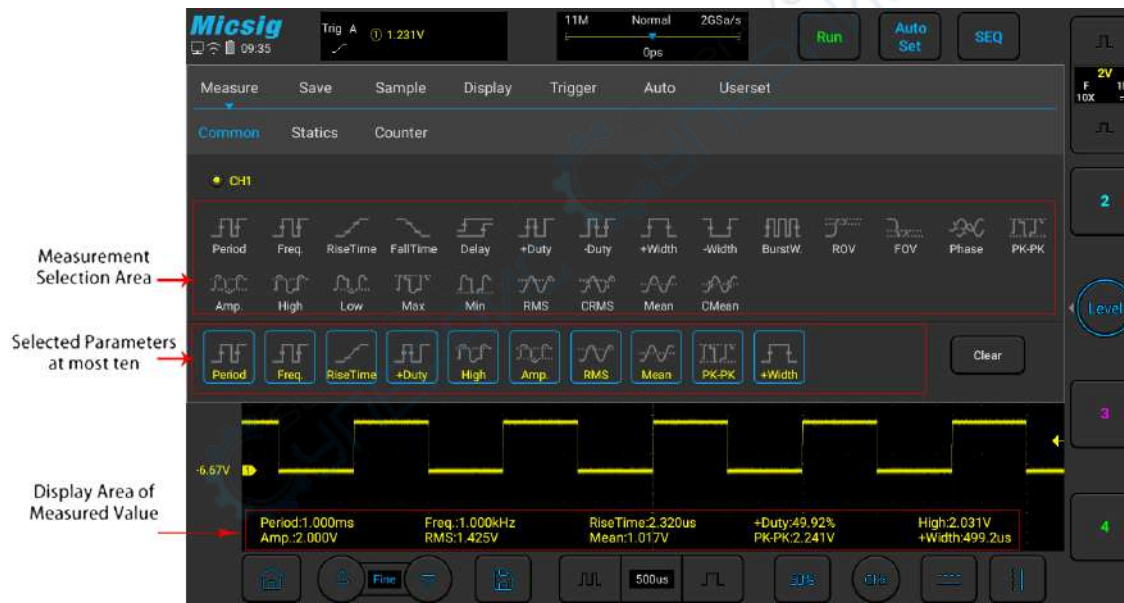 Micsig
09:35
Trig A ① 1.231V
11M Normal 2GSa/s
0ps
Run
Auto
Set
SEQ
Measure Save Sample Display Trigger Auto Userset
2V
F
10X
Common Statics Counter
CH1
2
Period Freq. RiseTime FallTime Delay +Duty -Duty +Width -Width BurstW. ROV FOV Phase PK-PK
Measurement
Selection Area
Amp. High Low Max Min RMS CRMS Mean CMean
Level
Selected Parameters
at most ten
Period Freq. RiseTime +Duty High Amp. RMS Mean PK-PK +Width
Clear
3
-6.67V 1
Display Area of
Measured Value
Period:1.000ms Freq.:1.000kHz RiseTime:2.320us +Duty:49.92% High:2.031V
Amp.:2.000V RMS:1.425V Mean:1.017V PK-PK:2.241V +Width:499.2us
4
Fine 500us 50%